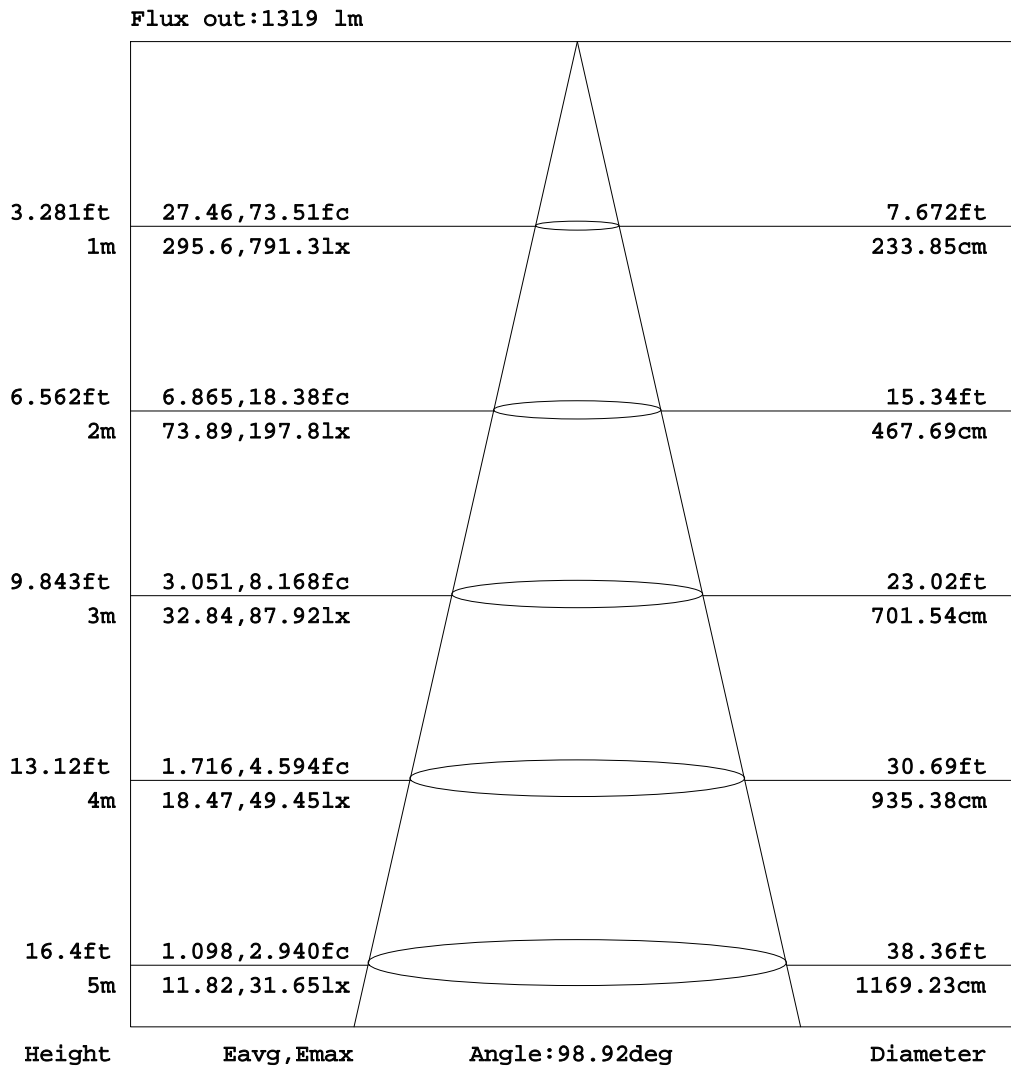 Flux out:1319 lm
3.281ft 27.46,73.51fc 7.672ft
1m 295.6,791.3lx 233.85cm
6.562ft 6.865,18.38fc 15.34ft
2m 73.89,197.8lx 467.69cm
9.843ft 3.051,8.168fc 23.02ft
3m 32.84,87.92lx 701.54cm
13.12ft 1.716,4.594fc 30.69ft
4m 18.47,49.45lx 935.38cm
16.4ft 1.098,2.940fc 38.36ft
5m 11.82,31.65lx 1169.23cm
Height Eavg,Emax Angle:98.92deg Diameter